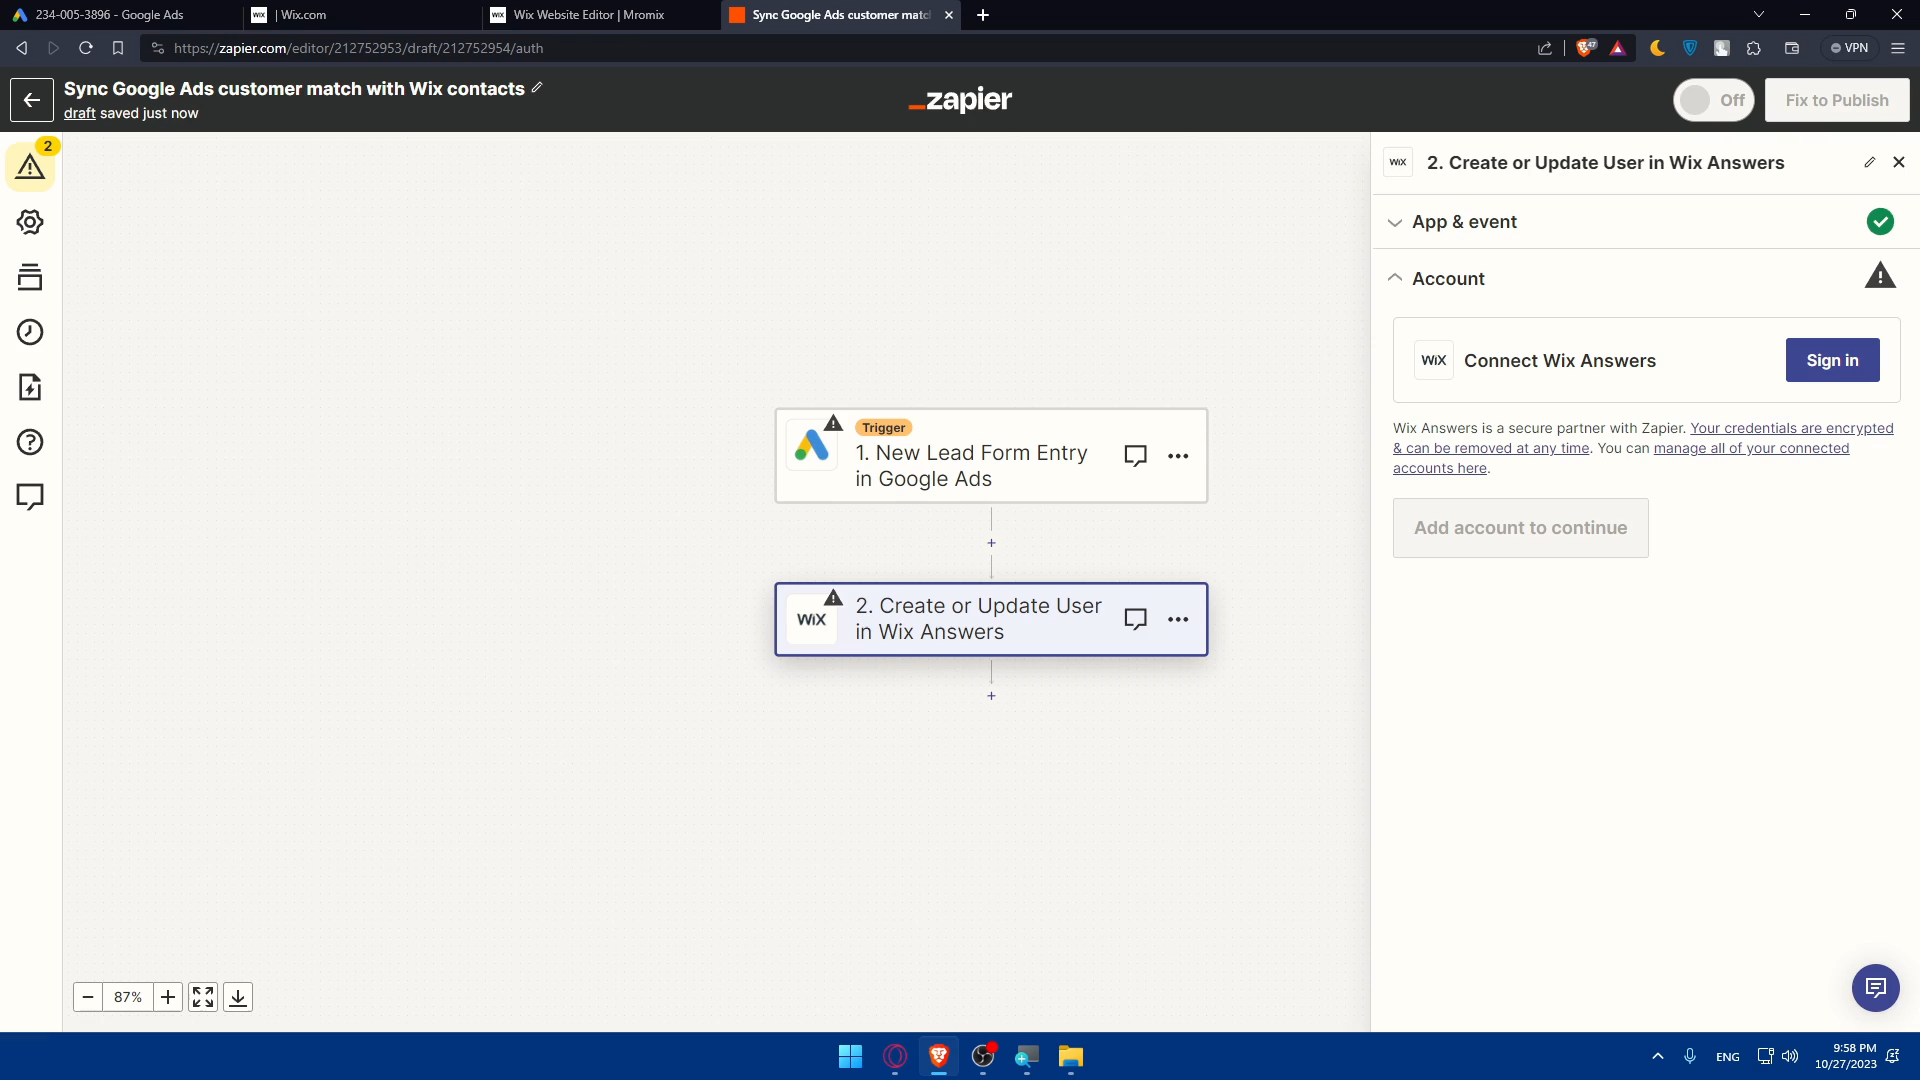 234-005-3896 - Google Ads
WiX | Wix.com
WiX Wix Website Editor | Mromix
Sync Google Ads customer matc
https://zapier.com/editor/212752953/draft/212752954/auth
47
VPN
Sync Google Ads customer match with Wix contacts
draft saved just now
_zapier
Off
Fix to Publish
2
WiX 2. Create or Update User in Wix Answers
App & event
Account
WiX Connect Wix Answers
Sign in
Wix Answers is a secure partner with Zapier. Your credentials are encrypted
& can be removed at any time. You can manage all of your connected
accounts here.
Add account to continue
Trigger
1. New Lead Form Entry
in Google Ads
WiX
2. Create or Update User
in Wix Answers
87%
ENG
9:58 PM
10/27/2023